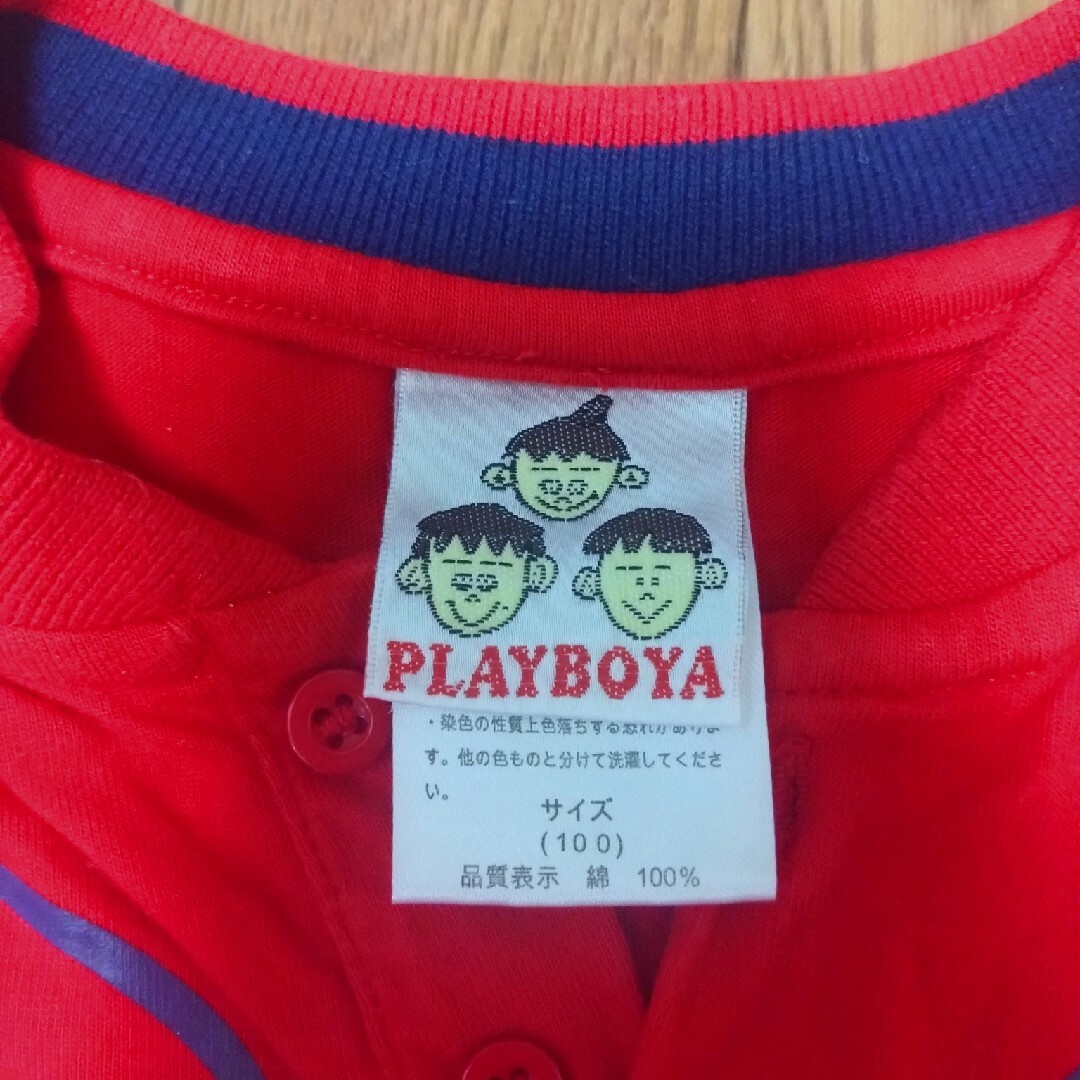 PLAYBOYA
・染色の性質上色落ちする恐れがありま
す。他の色ものと分けて洗濯してくださ
い。
サイズ
(100)
品質表示 綿 100%